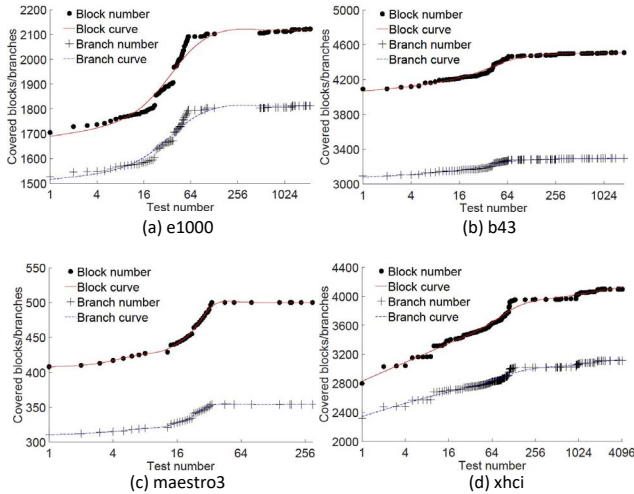 2200
2100
2000
1900
1800
1700
1600
1500
Covered blocks/branches
Block number
Block curve
Branch number
Branch curve
1 4 16 64 256 1024
Test number
(a) e1000
5000
4600
4200
3800
3400
3000
Covered blocks/branches
Block number
Block curve
Branch number
Branch curve
1 4 16 64 256 1024
Test number
(b) b43
550
500
450
400
350
300
Covered blocks/branches
Block number
Block curve
Branch number
Branch curve
1 4 16 64 256
Test number
(c) maestro3
4400
4000
3600
3200
2800
2400
2000
Covered blocks/branches
Block number
Block curve
Branch number
Branch curve
1 4 16 64 256 1024 4096
Test number
(d) xhci